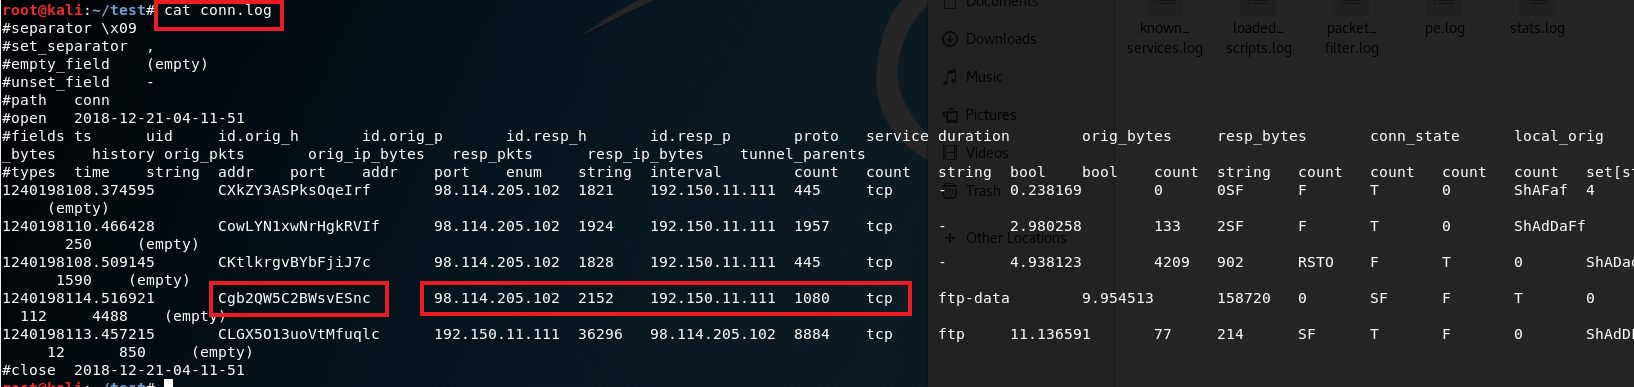 root@kali:~/test# cat conn.log
#separator \x09
#set_separator	,
#empty_field	(empty)
#unset_field	-
#path	conn
#open	2018-12-21-04-11-51
#fields ts	uid	id.orig_h	id.orig_p	id.resp_h	id.resp_p	proto	service duration	orig_bytes	resp_bytes	conn_state	local_orig
_bytes	history orig_pkts	orig_ip_bytes	resp_pkts	resp_ip_bytes	tunnel_parents
#types	time	string	addr	port	addr	port	enum	string	interval	count	count	string	bool	bool	count	string	count	count	count	count	set[st
1240198108.374595	CXkZY3ASPksOqeIrf	98.114.205.102	1821	192.150.11.111	445	tcp	-	0.238169	0	0SF	F	T	0	ShAFaf	4
(empty)
1240198110.466428	CowLYN1xwNrHgkRVIf	98.114.205.102	1924	192.150.11.111	1957	tcp	-	2.980258	133	2SF	F	T	0	ShAdDaFf
250	(empty)
1240198108.509145	CKtlkrgvBYbFjiJ7c	98.114.205.102	1828	192.150.11.111	445	tcp	-	4.938123	4209	902	RSTO	F	T	0	ShADad
1590	(empty)
1240198114.516921	Cgb2QW5C2BWsvESnc	98.114.205.102	2152	192.150.11.111	1080	tcp	ftp-data	9.954513	158720	0	SF	F	T	0
112	4488	(empty)
1240198113.457215	CLGX5O13uoVtMfuqlc	192.150.11.111	36296	98.114.205.102	8884	tcp	ftp	11.136591	77	214	SF	T	F	0
12	850	(empty)
#close	2018-12-21-04-11-51
root@kali:~/test#
Documents
Downloads
Music
Pictures
Videos
Trash
+ Other Locations
known_
services.log
loaded_
scripts.log
packet_
filter.log
pe.log
stats.log